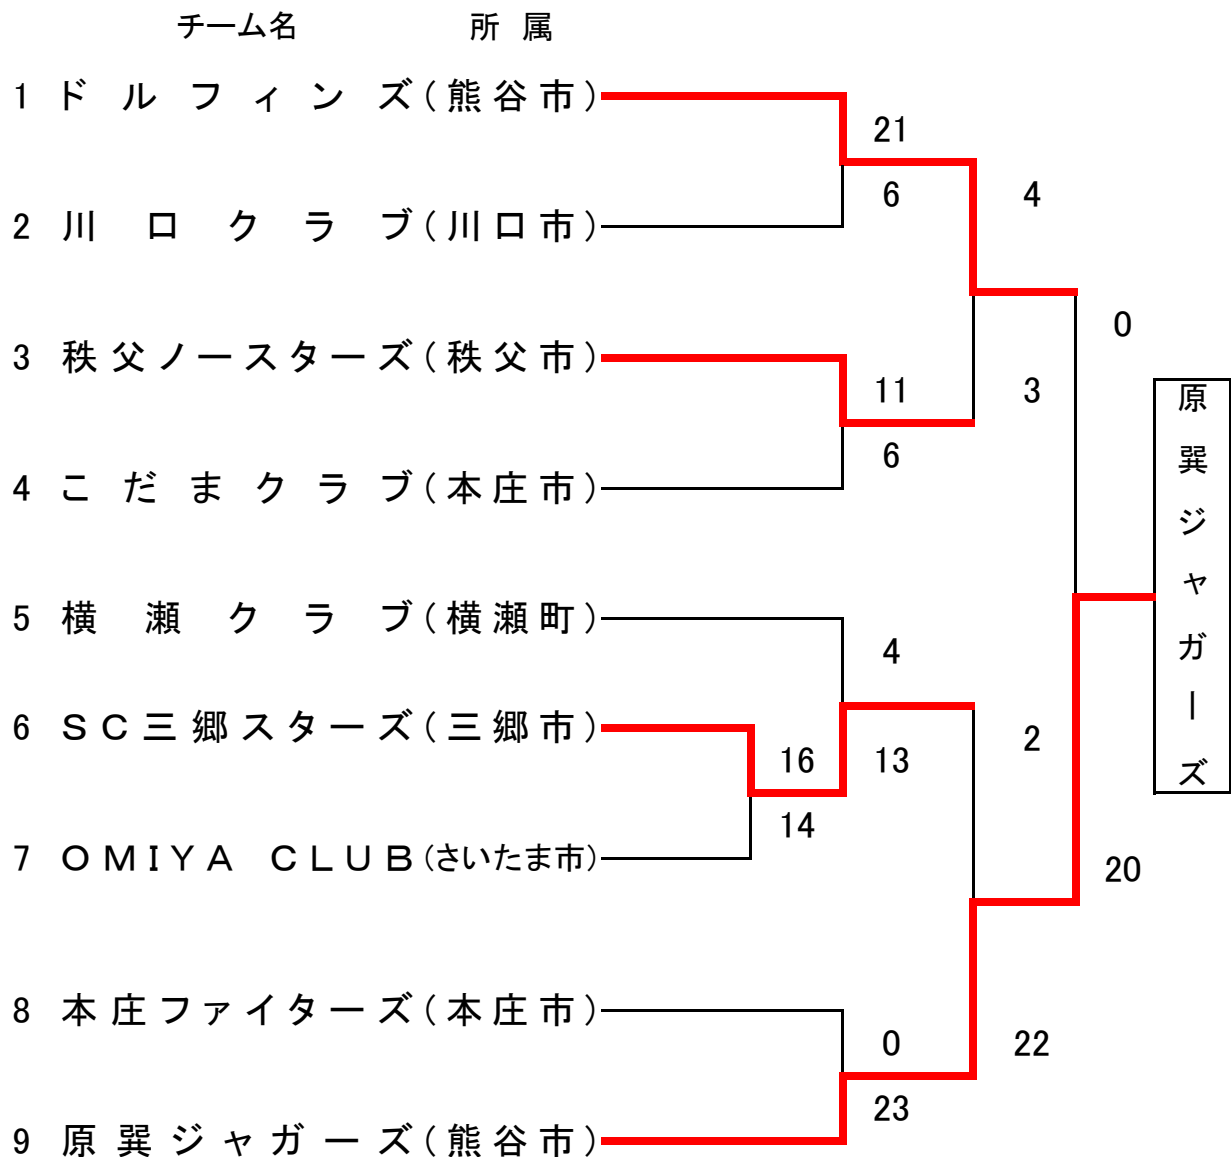 チーム名 所属
1 ドルフィンズ(熊谷市)
21
6
4
2 川口クラブ(川口市)
0
3 秩父ノースターズ(秩父市)
11
3
6
4 こだまクラブ(本庄市)
原巽ジャガーズ
5 横瀬クラブ(横瀬町)
4
6 SC三郷スターズ(三郷市)
16
13
2
14
7 OMIYA CLUB(さいたま市)
20
8 本庄ファイターズ(本庄市)
0
22
23
9 原巽ジャガーズ(熊谷市)